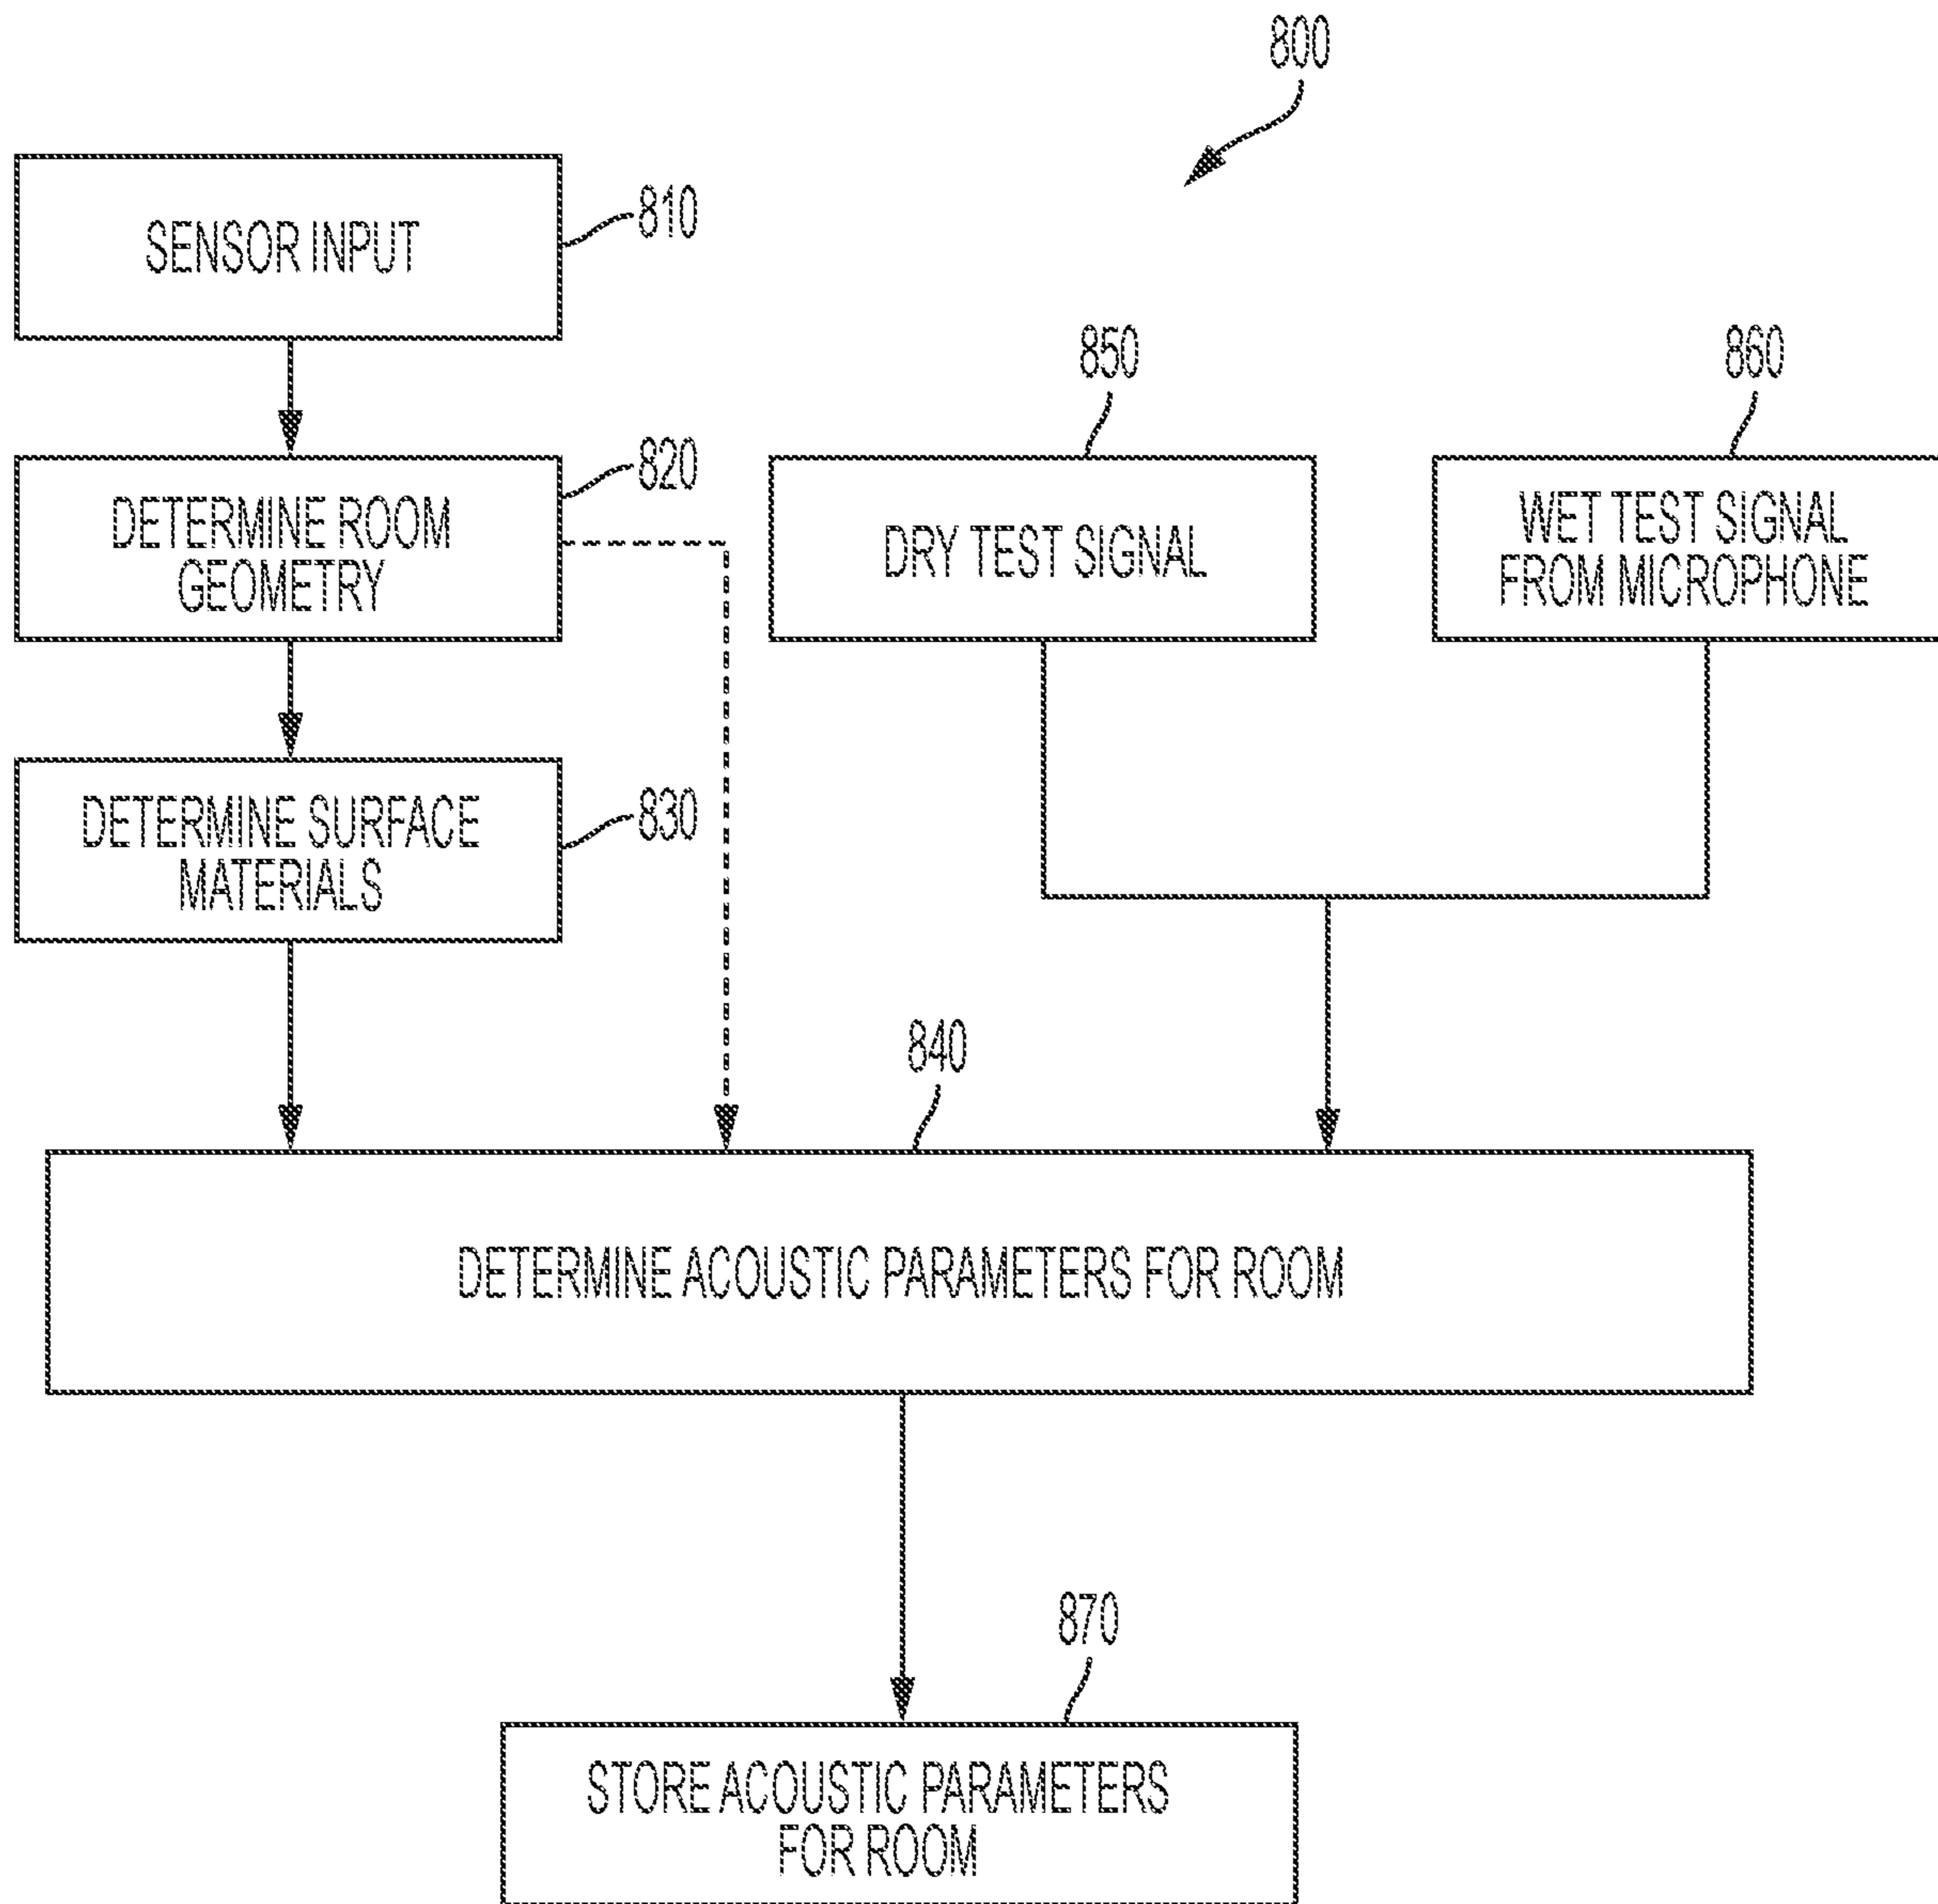 800
SENSOR INPUT
810
850
860
DETERMINE ROOM
GEOMETRY
820
DRY TEST SIGNAL
WET TEST SIGNAL
FROM MICROPHONE
DETERMINE SURFACE
MATERIALS
830
840
DETERMINE ACOUSTIC PARAMETERS FOR ROOM
870
STORE ACOUSTIC PARAMETERS
FOR ROOM